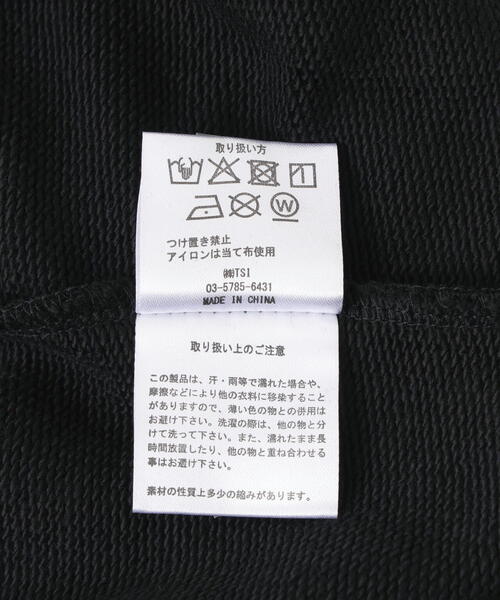 取り扱い方
W
つけ置き禁止
アイロンは当て布使用
㈱TSI
03-5785-6431
MADE IN CHINA
取り扱い上のご注意
この製品は、汗・雨等で濡れた場合や、
摩擦などにより他の衣料に移染すること
がありますので、薄い色の物との併用は
お避け下さい。洗濯の際は、他の物と分
けて洗って下さい。また、濡れたまま長
時間放置したり、他の物と重ね合わせる
事はお避け下さい。
素材の性質上多少の縮みがあります。